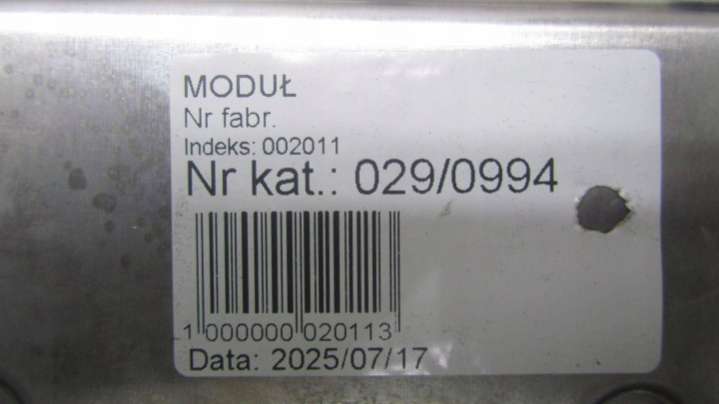 MODUŁ
Nr fabr.
Indeks: 002011
Nr kat.: 029/0994
1 000000 020113
Data: 2025/07/17